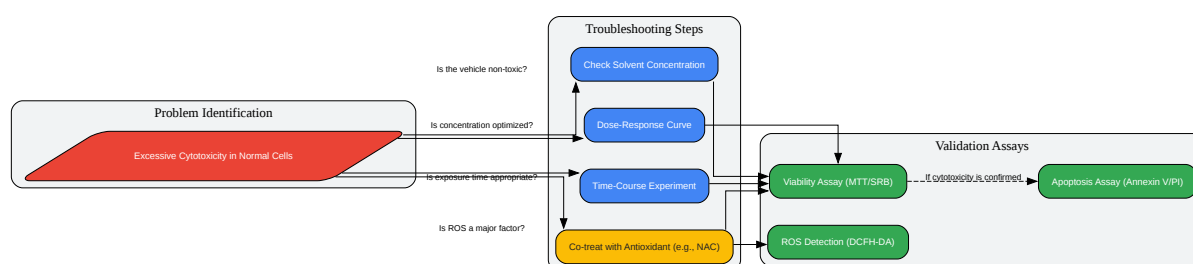 Problem Identification
Excessive Cytotoxicity in Normal Cells
Is the vehicle non-toxic?
Is concentration optimized?
Is exposure time appropriate?
Is ROS a major factor?
Troubleshooting Steps
Check Solvent Concentration
Dose-Response Curve
Time-Course Experiment
Co-treat with Antioxidant (e.g., NAC)
Validation Assays
Viability Assay (MTT/SRB)
If cytotoxicity is confirmed
Apoptosis Assay (Annexin V/PI)
ROS Detection (DCFH-DA)